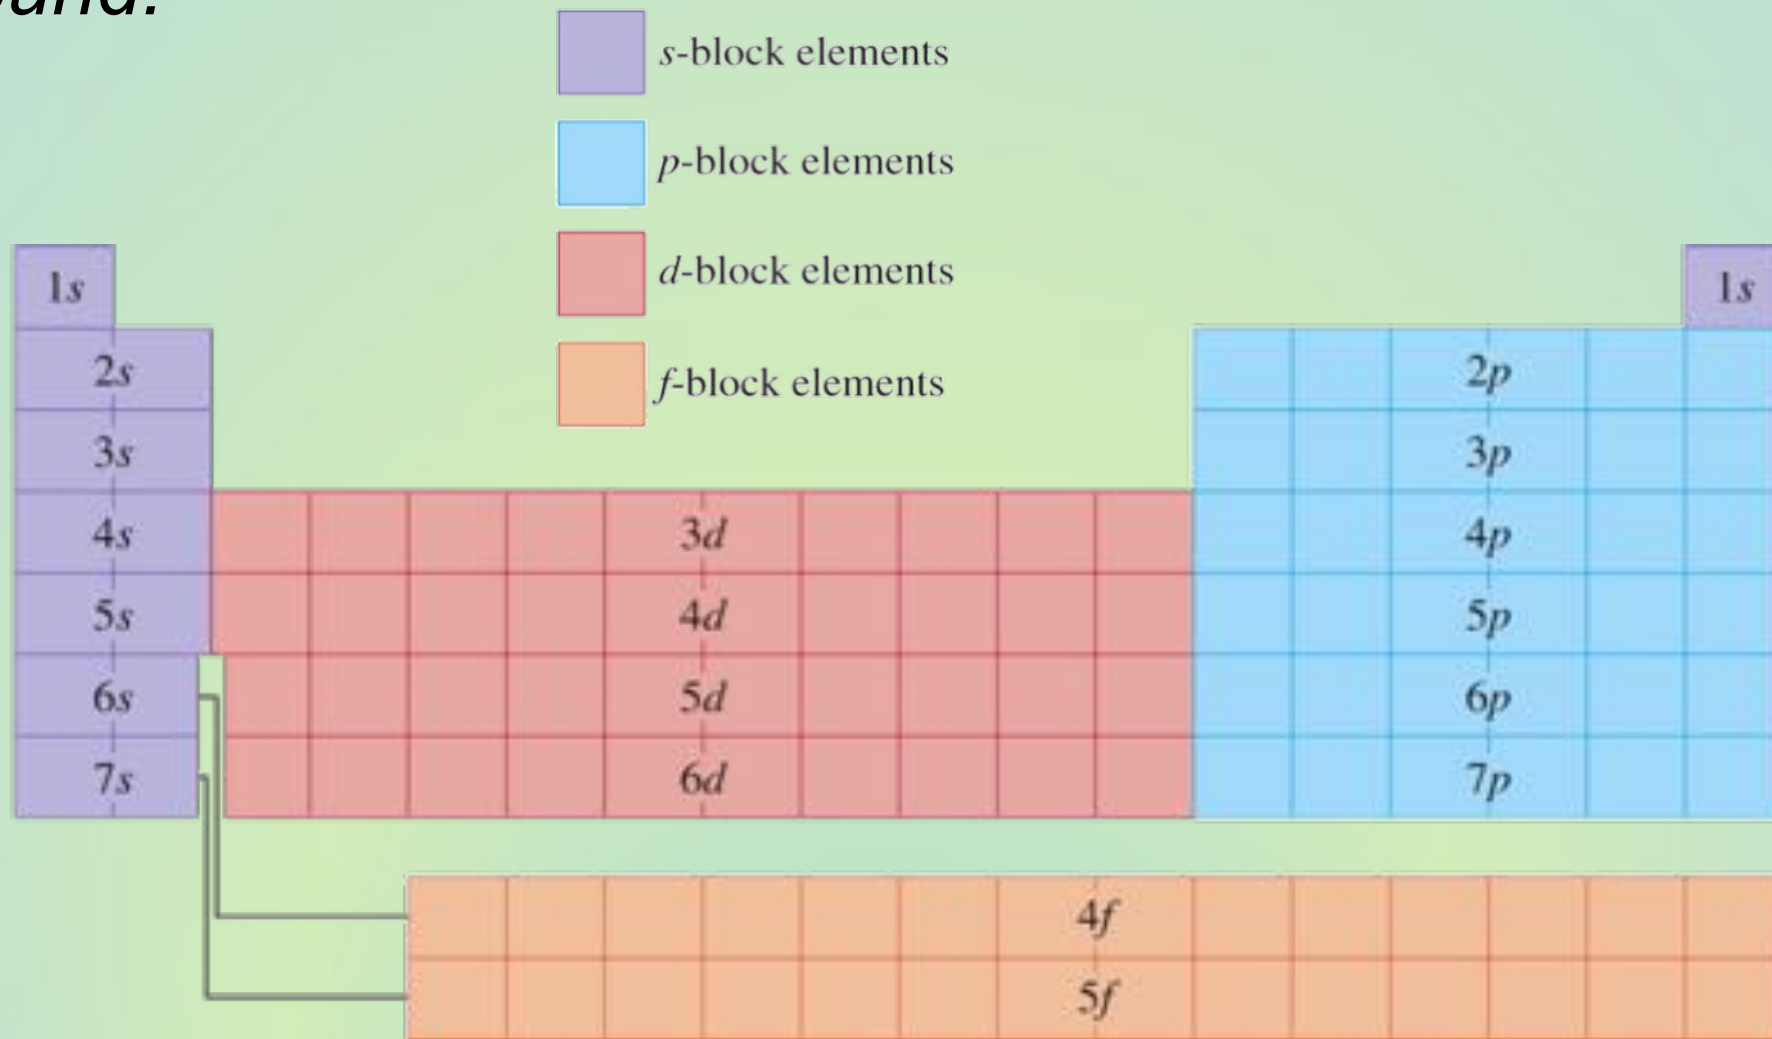 s-block elements
p-block elements
d-block elements
1s 1s
f-block elements
2s 2p
3s 3p
4s 3d 4p
5s 4d 5p
6s 5d 6p
7s 6d 7p
4f
5f